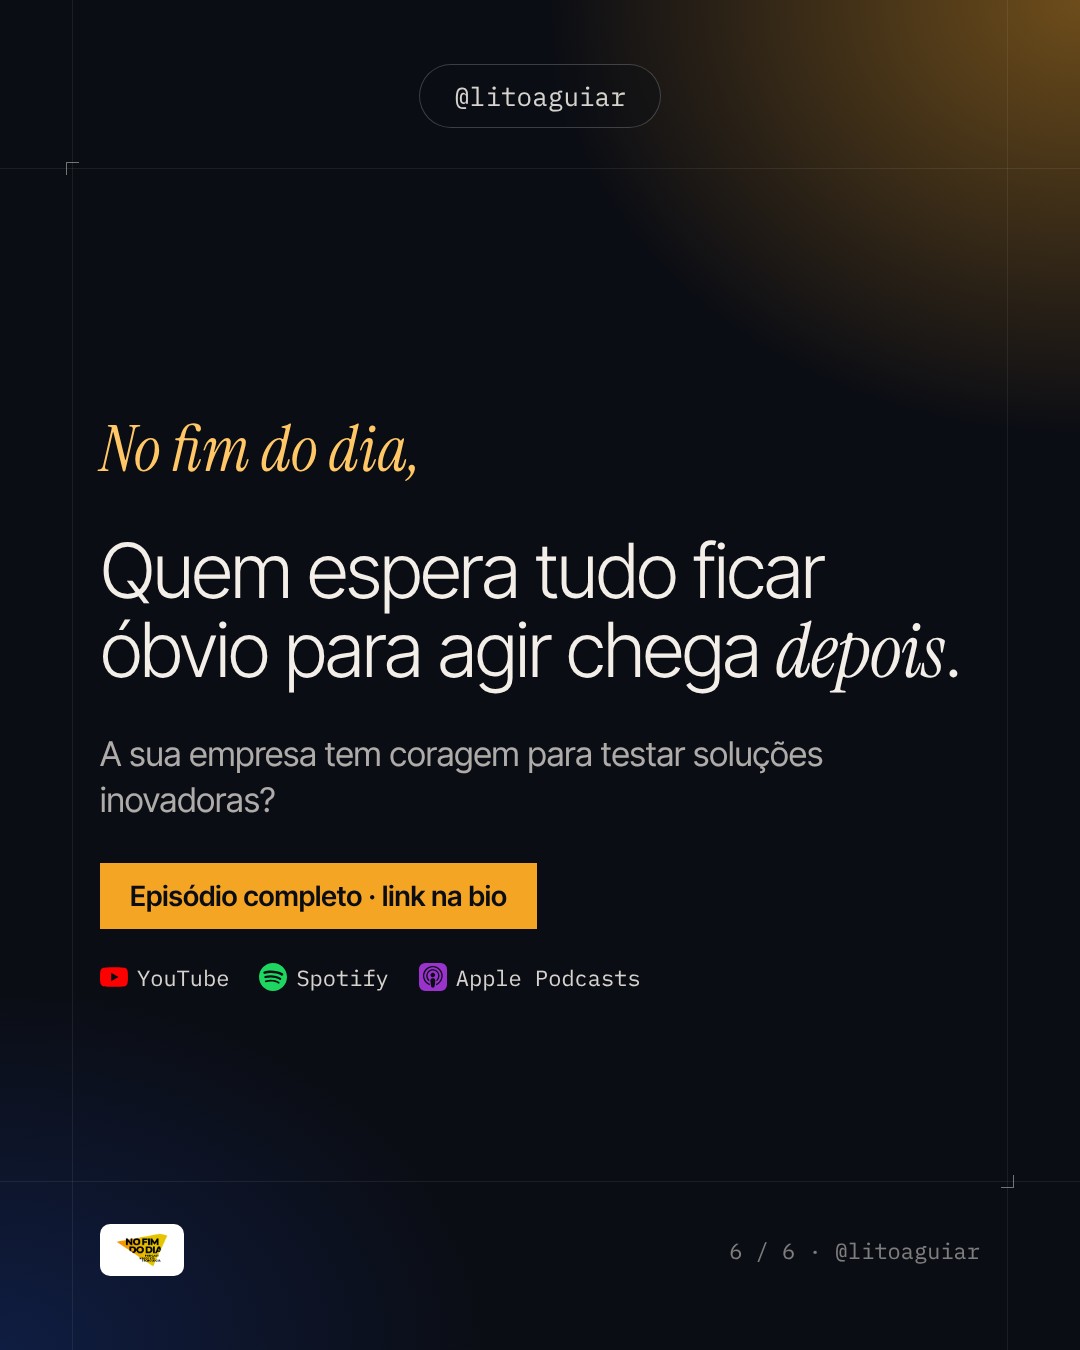 @litoaguiar
No fim do dia,
Quem espera tudo ficar
óbvio para agir chega depois.
A sua empresa tem coragem para testar soluções
inovadoras?
Episódio completo · link na bio
YouTube Spotify Apple Podcasts
NO FIM
DO DIA
6 / 6 · @litoaguiar